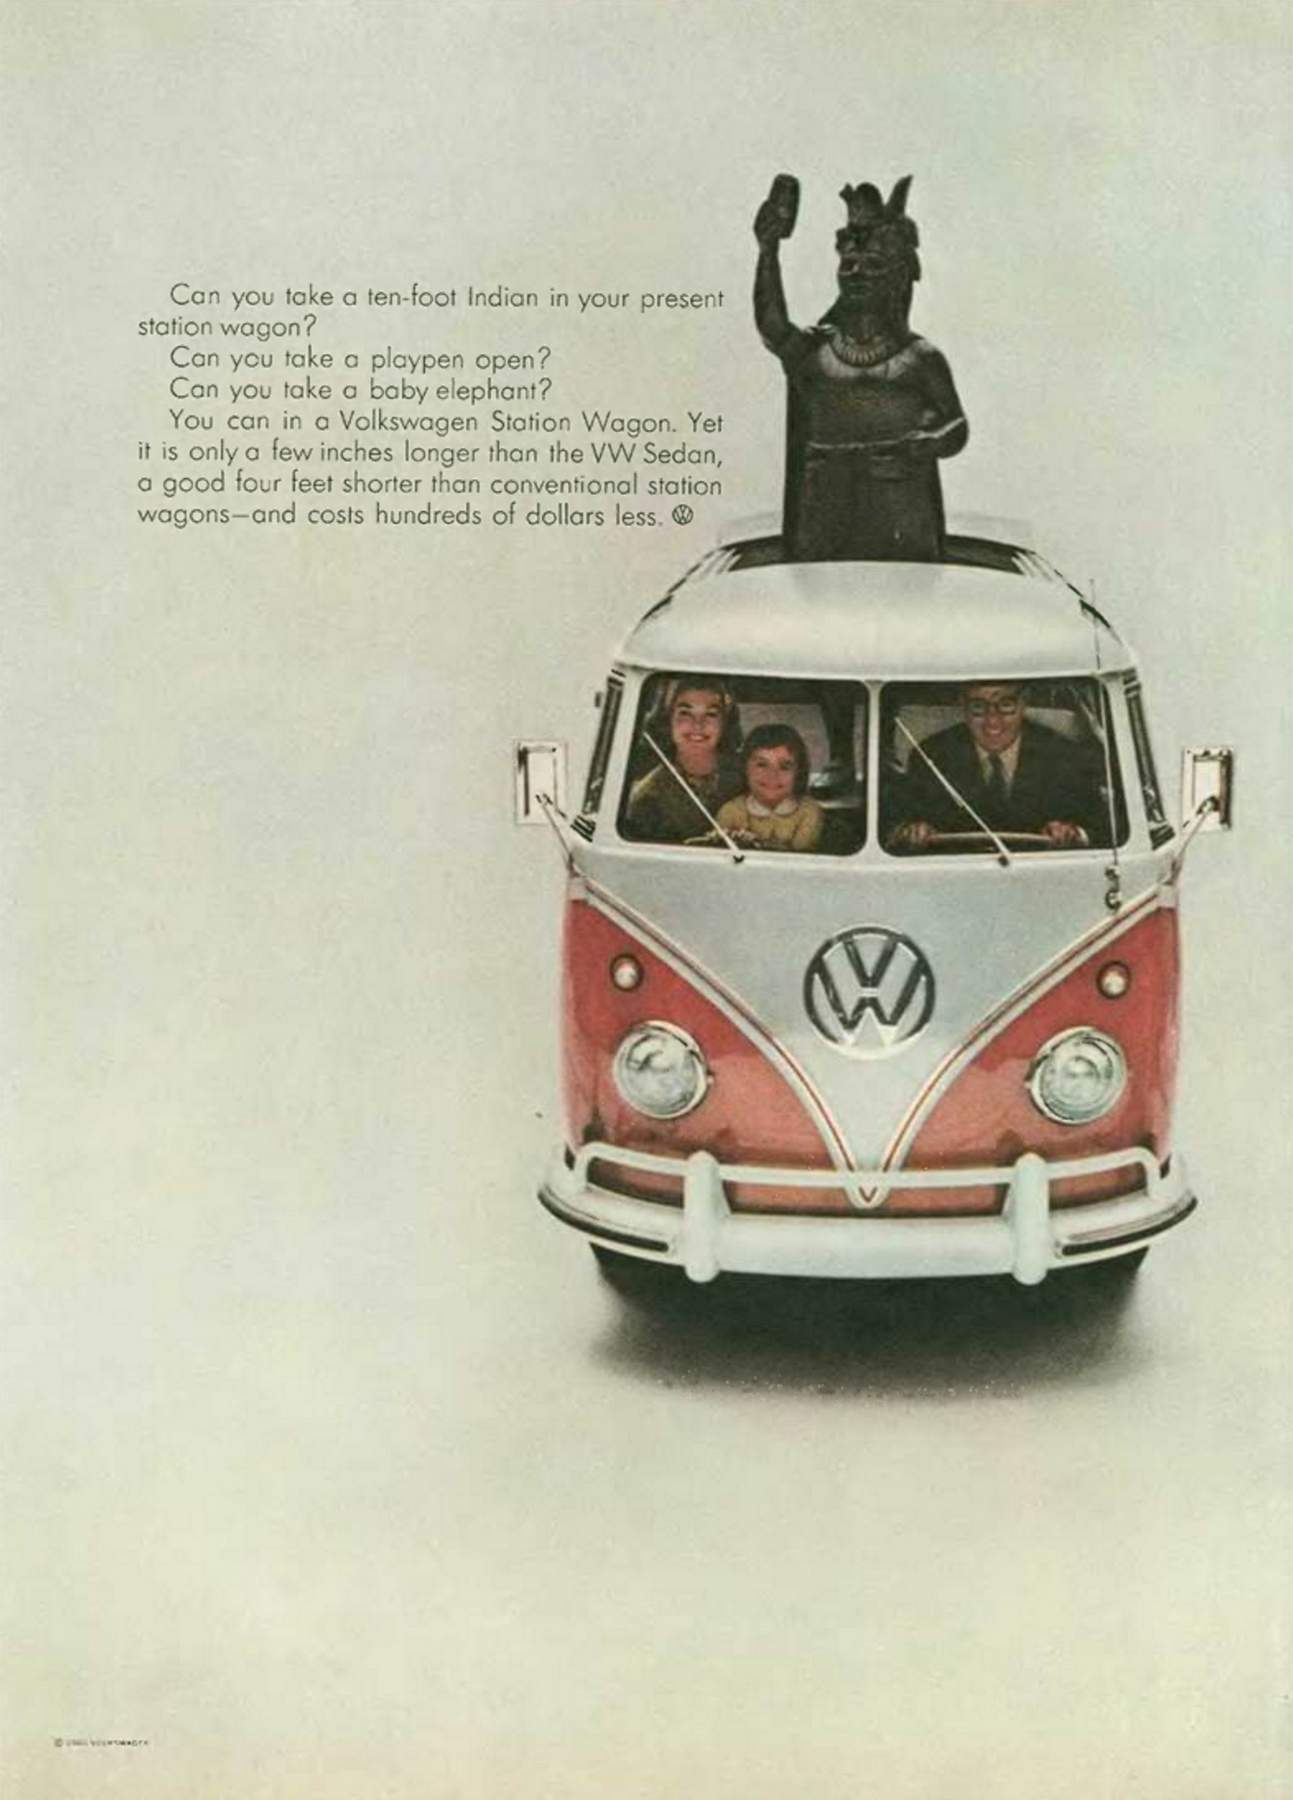 Can you take a ten-foot Indian in your present
station wagon?
Can you take a playpen open?
Can you take a baby elephant?
You can in a Volkswagen Station Wagon. Yet
it is only a few inches longer than the VW Sedan,
a good four feet shorter than conventional station
wagons—and costs hundreds of dollars less.
VW
© VOLKSWAGEN